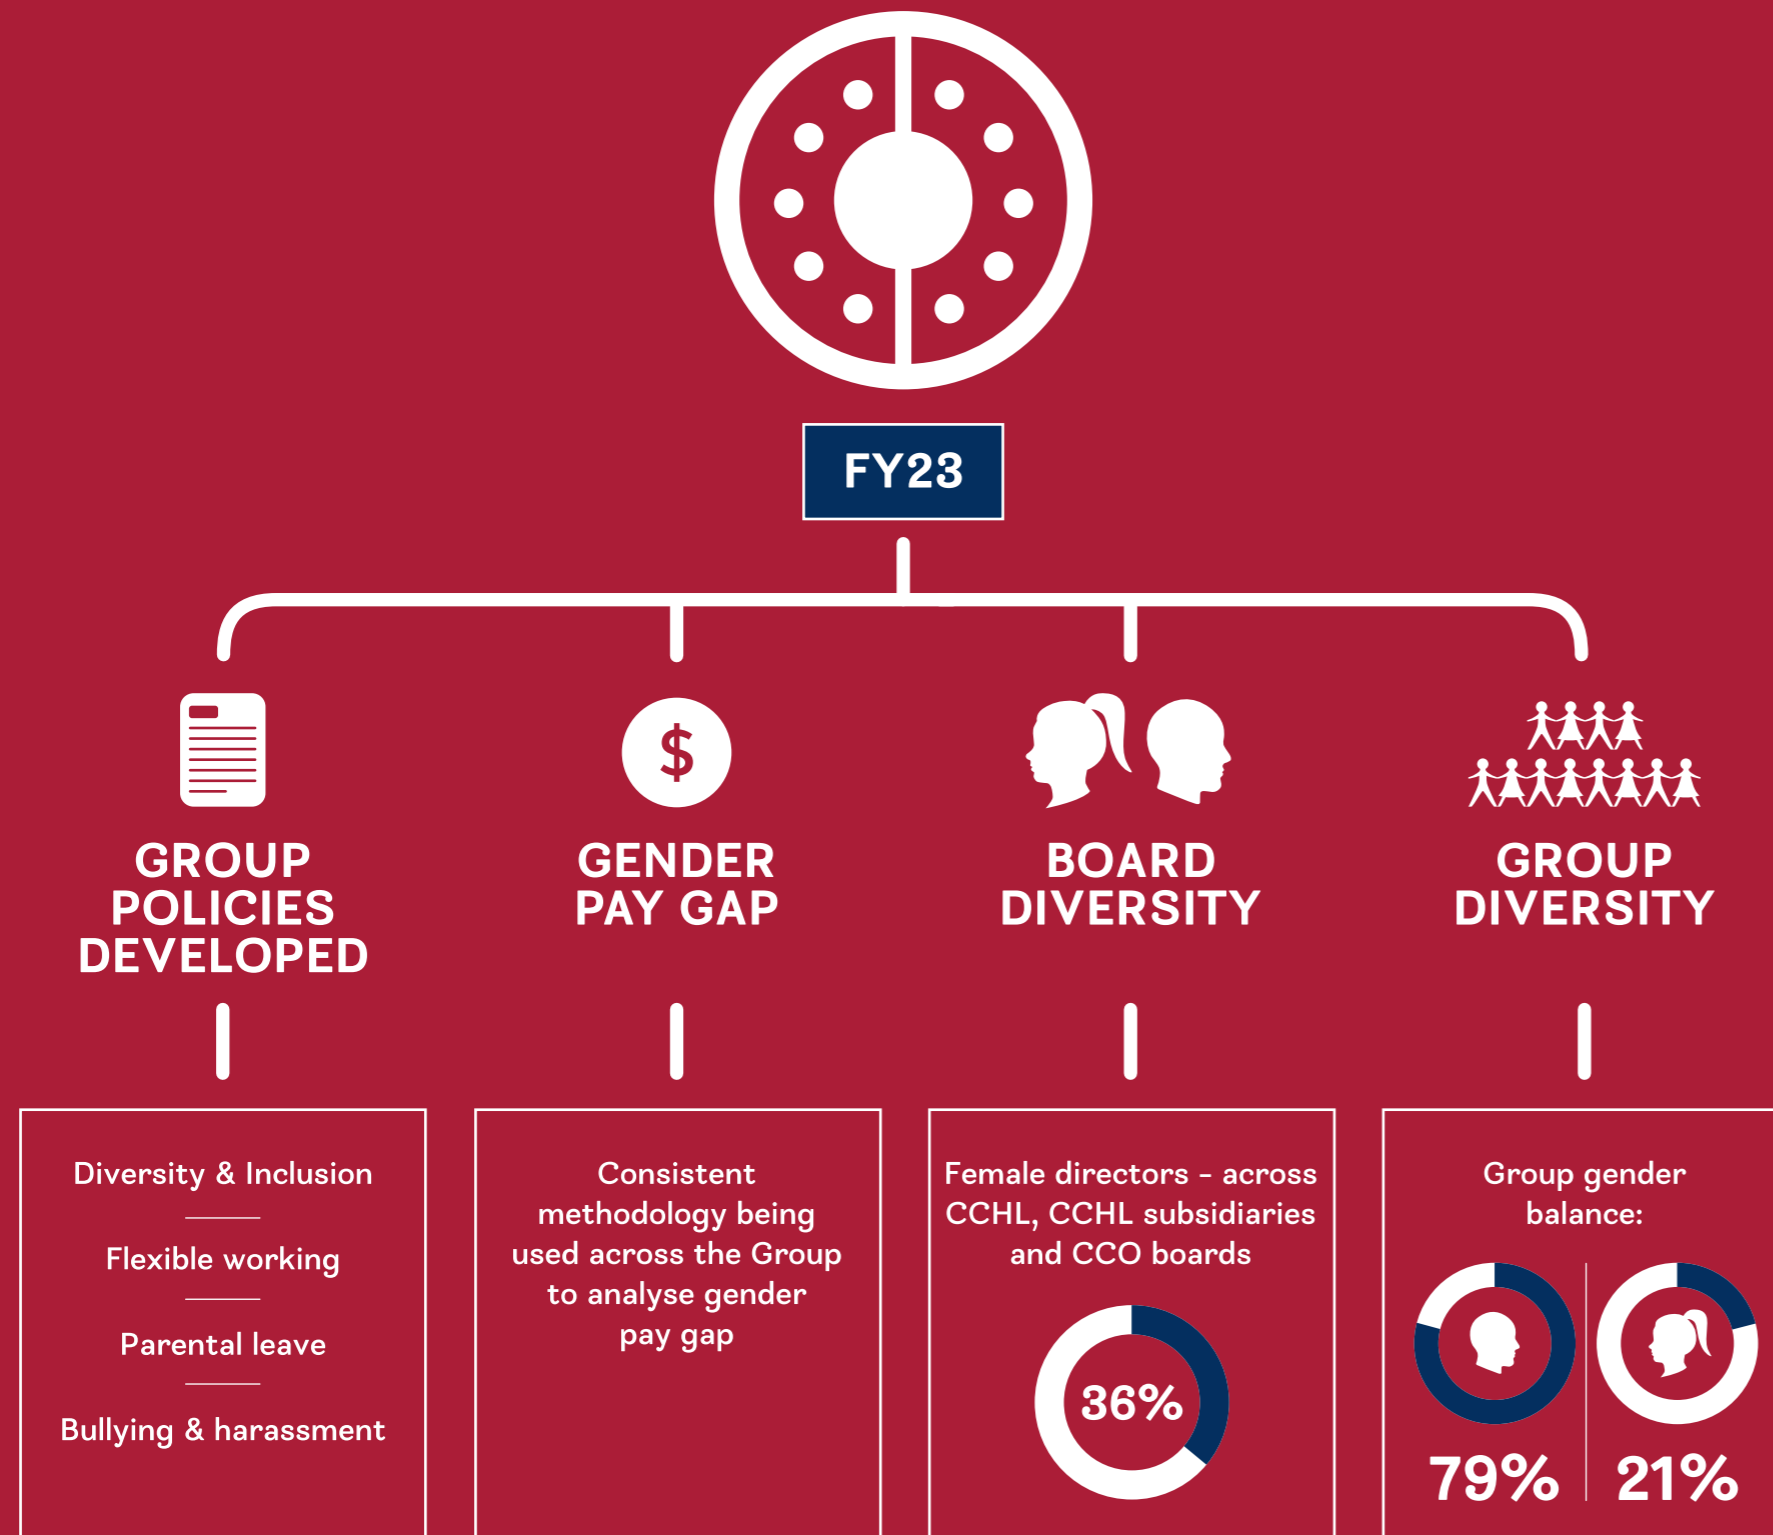 FY23
GROUP
POLICIES
DEVELOPED
Diversity & Inclusion
Flexible working
Parental leave
Bullying & harassment
$
GENDER
PAY GAP
Consistent
methodology being
used across the Group
to analyse gender
pay gap
BOARD
DIVERSITY
Female directors - across
CCHL, CCHL subsidiaries
and CCO boards
36%
GROUP
DIVERSITY
Group gender
balance:
79%
21%